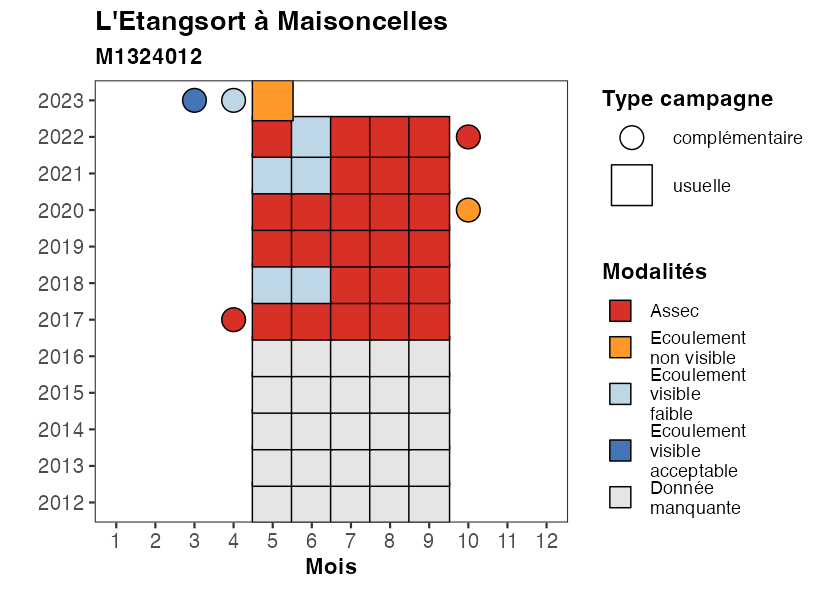 L'Etangsort à Maisoncelles
M1324012
2023
2022
2021
2020
2019
2018
2017
2016
2015
2014
2013
2012
1 2 3 4 5 6 7 8 9 10 11 12
Mois
Type campagne
complémentaire
usuelle
Modalités
Assec
Ecoulement
non visible
Ecoulement
visible
faible
Ecoulement
visible
acceptable
Donnée
manquante